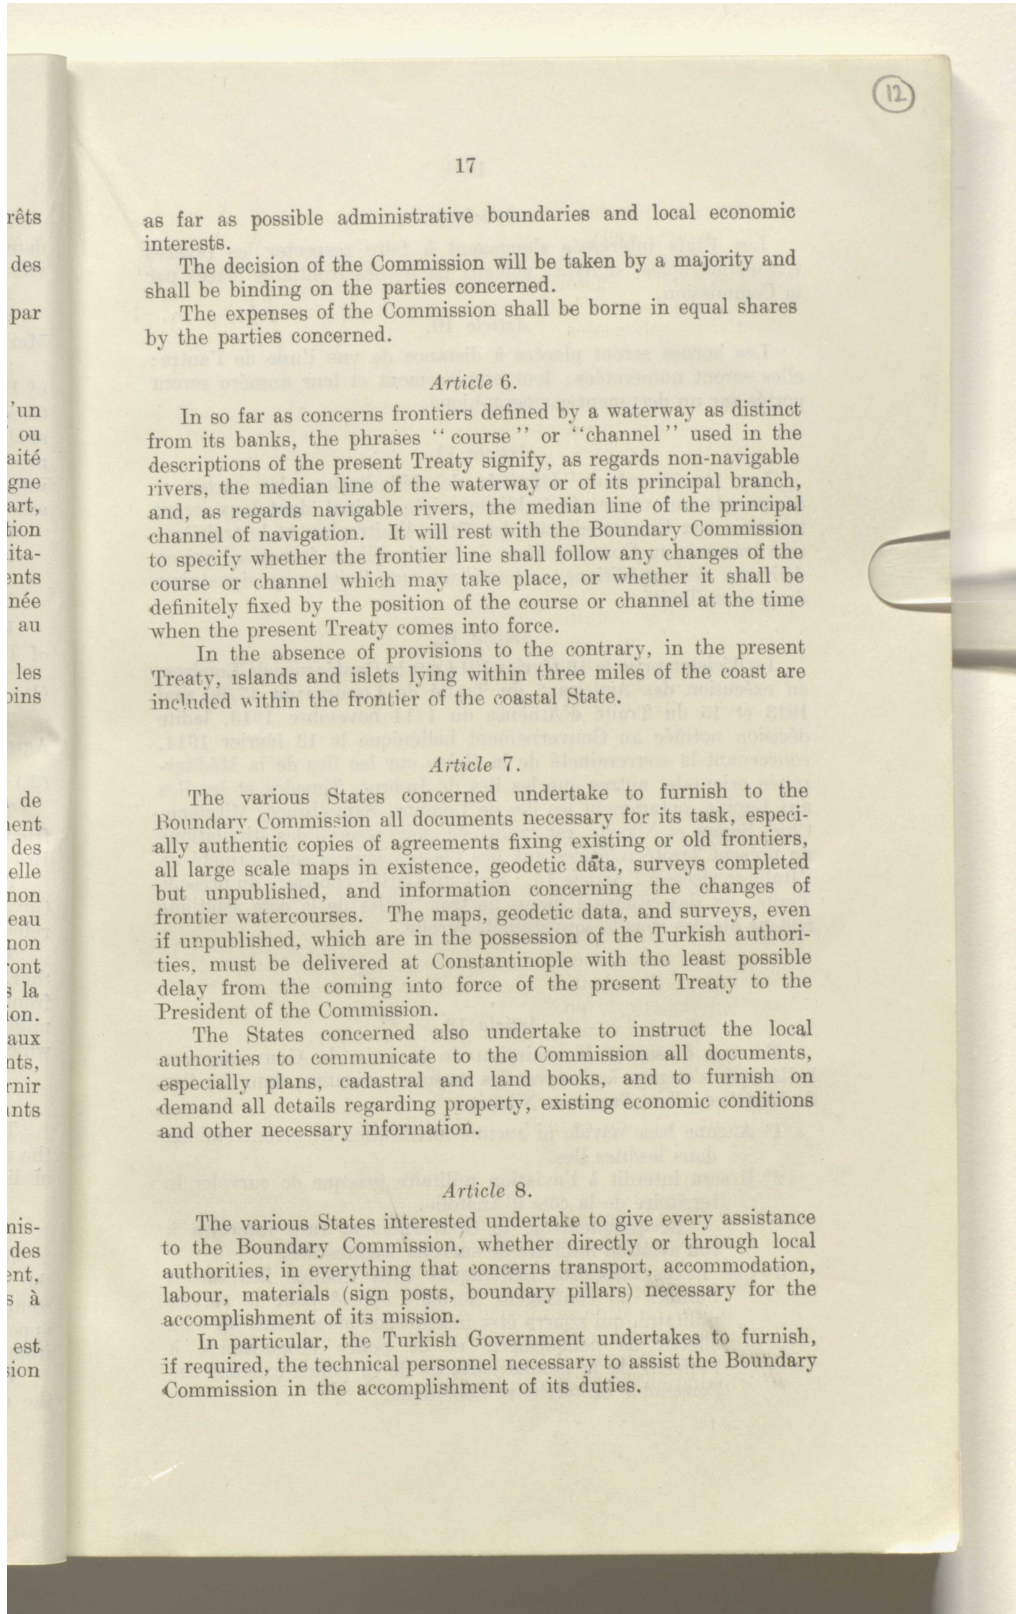 12
17
as far as possible administrative boundaries and local economic
interests.
The decision of the Commission will be taken by a majority and
shall be binding on the parties concerned.
The expenses of the Commission shall be borne in equal shares
by the parties concerned.
Article 6.
In so far as concerns frontiers defined by a waterway as distinct
from its banks, the phrases "course" or "channel" used in the
descriptions of the present Treaty signify, as regards non-navigable
rivers, the median line of the waterway or of its principal branch,
and, as regards navigable rivers, the median line of the principal
channel of navigation. It will rest with the Boundary Commission
to specify whether the frontier line shall follow any changes of the
course or channel which may take place, or whether it shall be
definitely fixed by the position of the course or channel at the time
when the present Treaty comes into force.
In the absence of provisions to the contrary, in the present
Treaty, islands and islets lying within three miles of the coast are
included within the frontier of the coastal State.
Article 7.
The various States concerned undertake to furnish to the
Boundary Commission all documents necessary for its task, especi-
ally authentic copies of agreements fixing existing or old frontiers,
all large scale maps in existence, geodetic data, surveys completed
but unpublished, and information concerning the changes of
frontier watercourses. The maps, geodetic data, and surveys, even
if unpublished, which are in the possession of the Turkish authori-
ties, must be delivered at Constantinople with the least possible
delay from the coming into force of the present Treaty to the
President of the Commission.
The States concerned also undertake to instruct the local
authorities to communicate to the Commission all documents,
especially plans, cadastral and land books, and to furnish on
demand all details regarding property, existing economic conditions
and other necessary information.
Article 8.
The various States interested undertake to give every assistance
to the Boundary Commission, whether directly or through local
authorities, in everything that concerns transport, accommodation,
labour, materials (sign posts, boundary pillars) necessary for the
accomplishment of its mission.
In particular, the Turkish Government undertakes to furnish,
if required, the technical personnel necessary to assist the Boundary
Commission in the accomplishment of its duties.